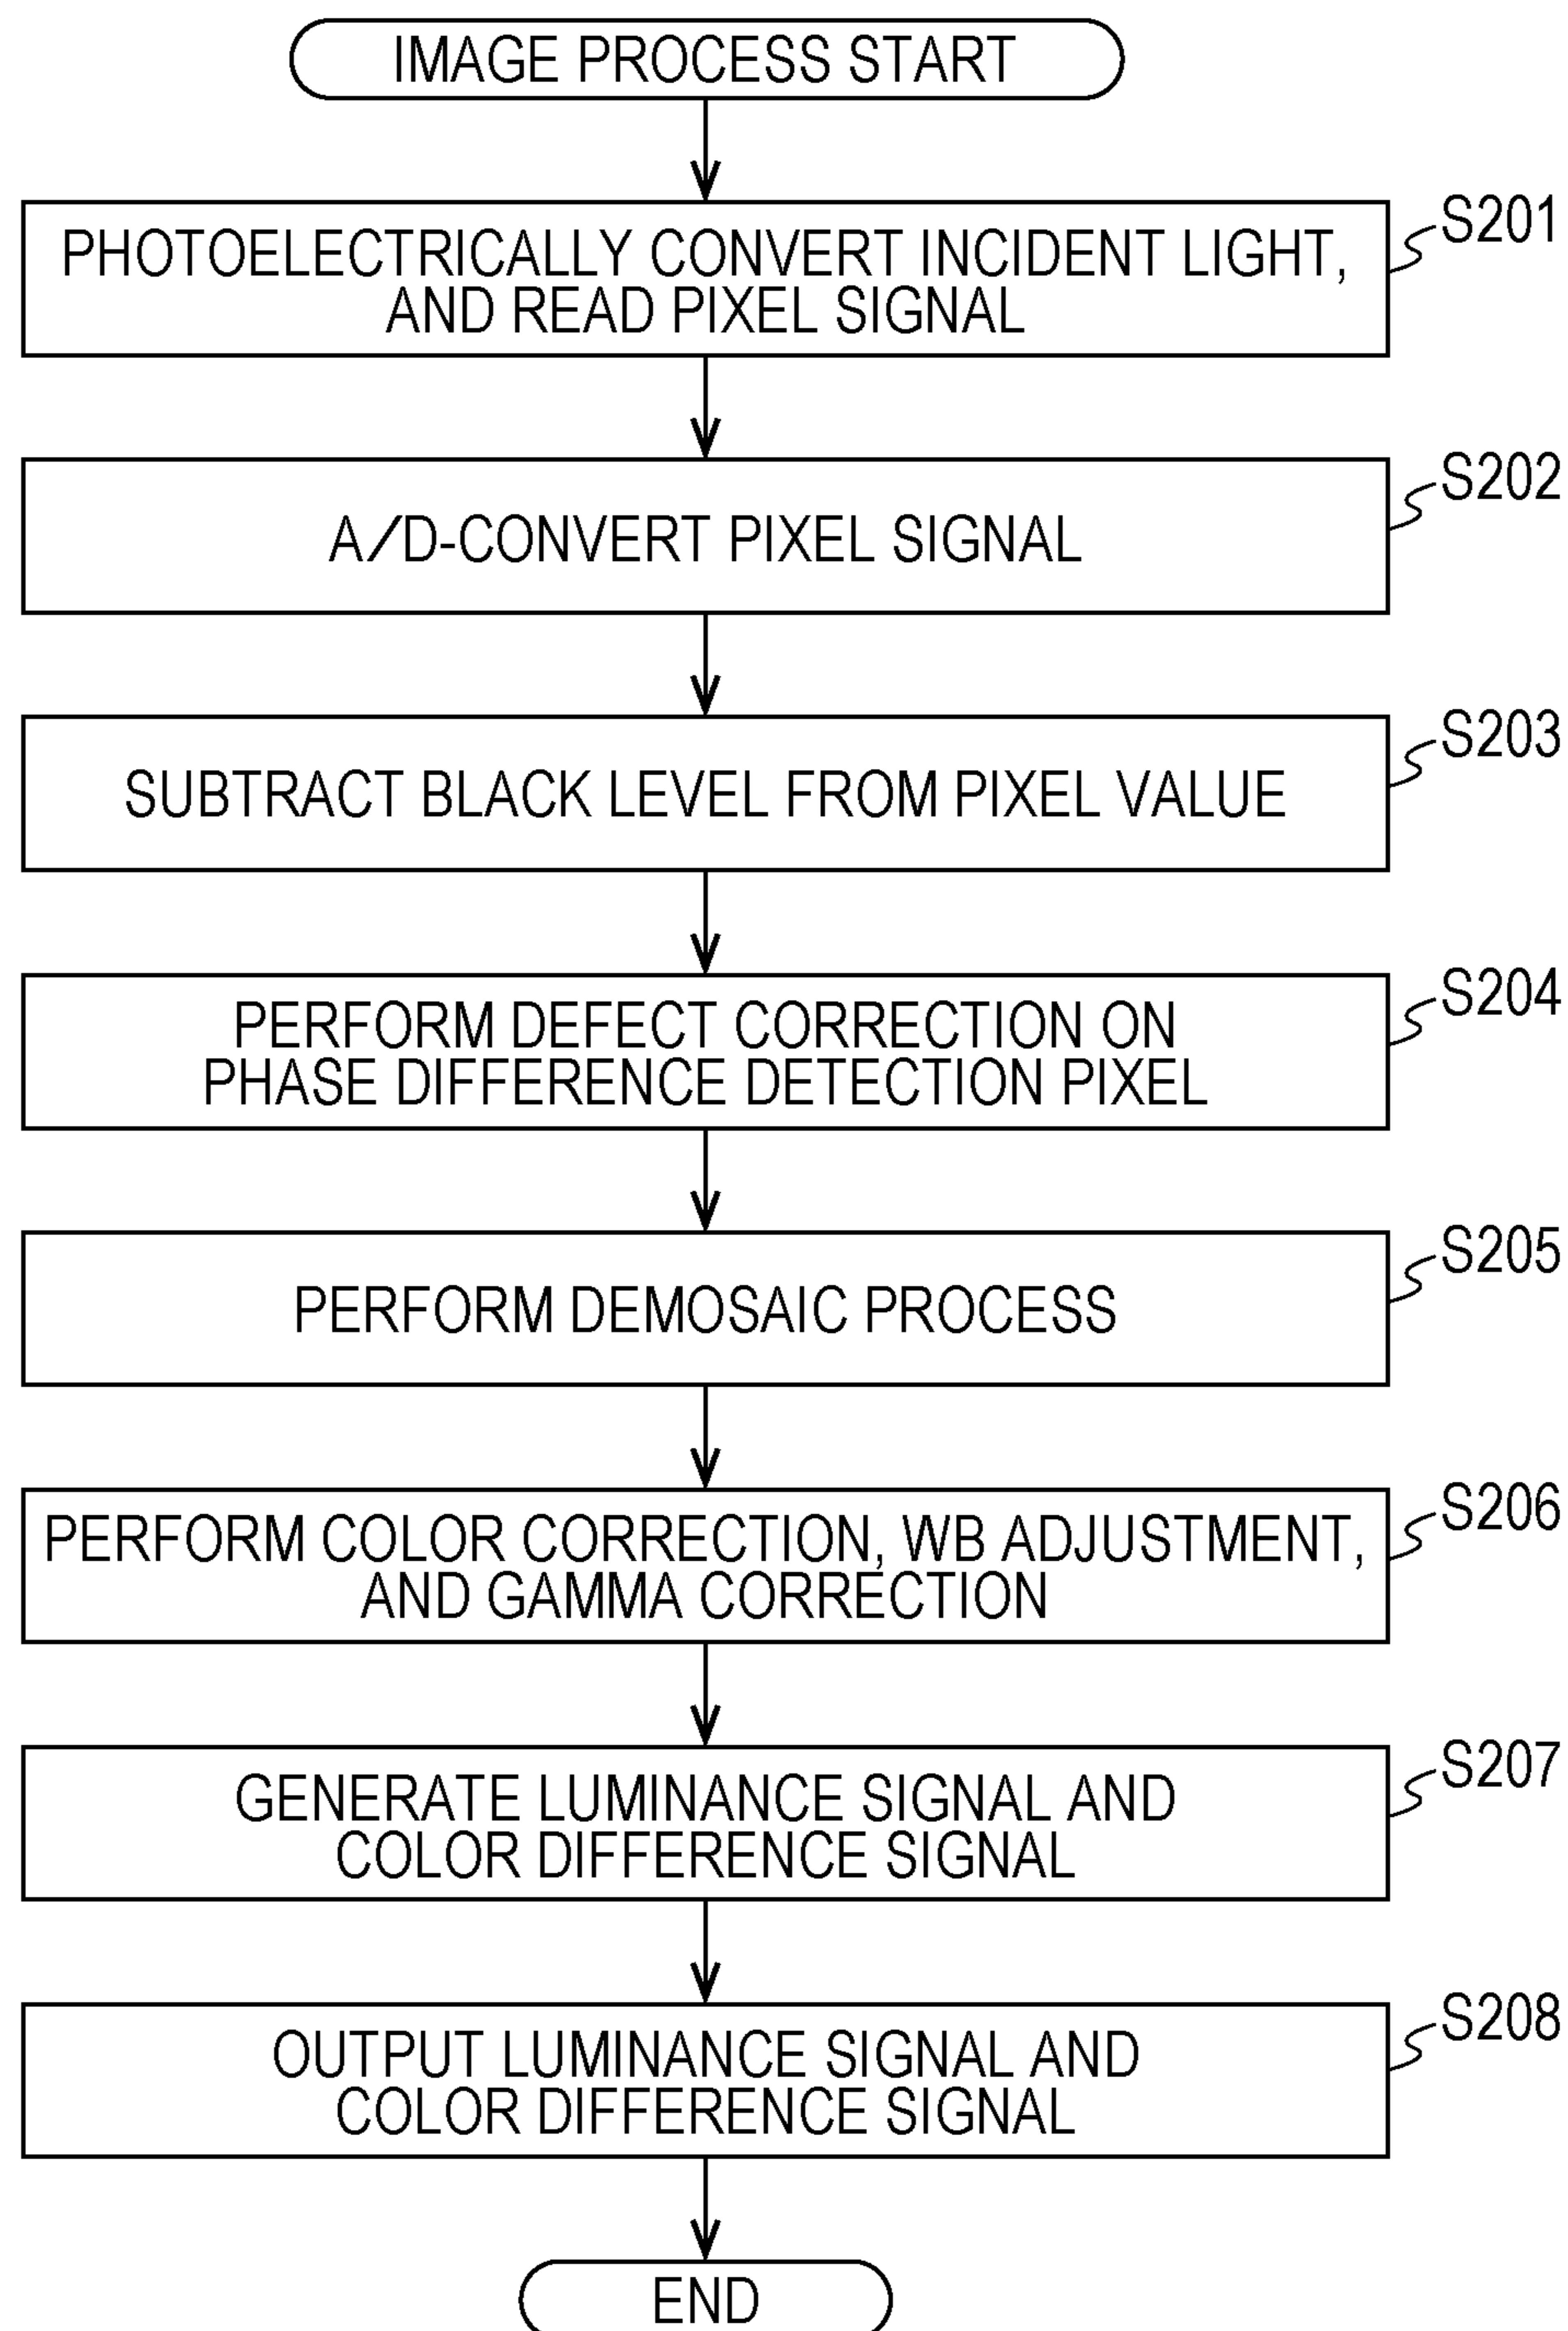 IMAGE PROCESS START
S201
PHOTOELECTRICALLY CONVERT INCIDENT LIGHT,
AND READ PIXEL SIGNAL
S202
A/D-CONVERT PIXEL SIGNAL
S203
SUBTRACT BLACK LEVEL FROM PIXEL VALUE
S204
PERFORM DEFECT CORRECTION ON
PHASE DIFFERENCE DETECTION PIXEL
S205
PERFORM DEMOSAIC PROCESS
S206
PERFORM COLOR CORRECTION, WB ADJUSTMENT,
AND GAMMA CORRECTION
S207
GENERATE LUMINANCE SIGNAL AND
COLOR DIFFERENCE SIGNAL
S208
OUTPUT LUMINANCE SIGNAL AND
COLOR DIFFERENCE SIGNAL
END